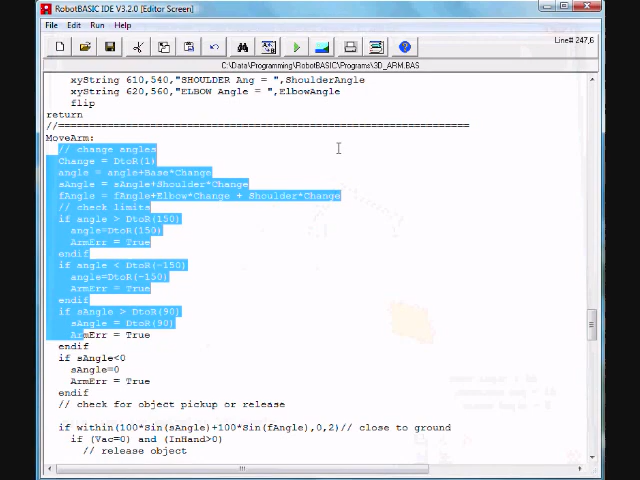 RobotBASIC IDE V3.2.0 [Editor Screen]
File Edit Run Help
Line#: 247,6
C:\Data\Programming\RobotBASIC\Programs\3D_ARM.BAS
xyString 610,540,"SHOULDER Ang = ",ShoulderAngle
xyString 620,560,"ELBOW Angle = ",ElbowAngle
flip
return
//=====================================================================
MoveArm:
// change angles
Change = DtoR(1)
angle = angle+Base*Change
sAngle = sAngle+Shoulder*Change
fAngle = fAngle+Elbow*Change + Shoulder*Change
// check limits
if angle > DtoR(150)
angle=DtoR(150)
ArmErr = True
endif
if angle < DtoR(-150)
angle=DtoR(-150)
ArmErr = True
endif
if sAngle > DtoR(90)
sAngle = DtoR(90)
ArmErr = True
endif
if sAngle<0
sAngle=0
ArmErr = True
endif
// check for object pickup or release
if within(100*Sin(sAngle)+100*Sin(fAngle),0,2)// close to ground
if (Vac=0) and (InHand>0)
// release object